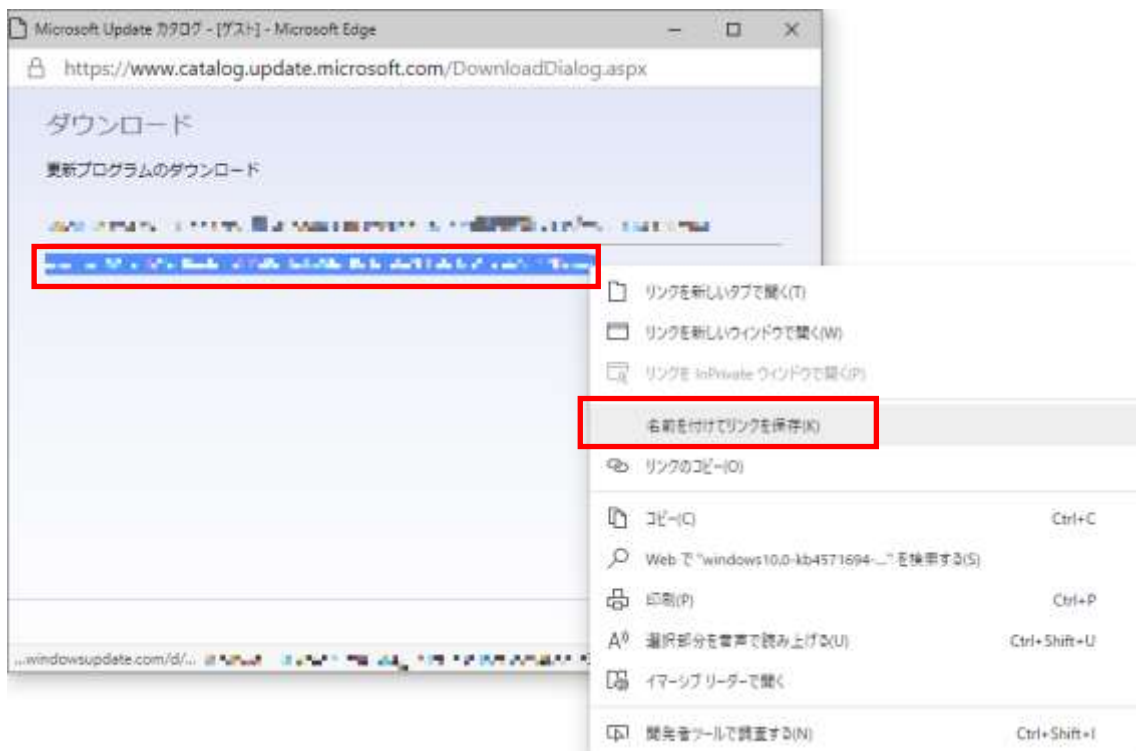 Microsoft Update カタログ - [ゲスト] - Microsoft Edge
https://www.catalog.update.microsoft.com/DownloadDialog.aspx
ダウンロード
更新プログラムのダウンロード
リンクを新しいタブで開く(T)
リンクを新しいウィンドウで開く(W)
リンクを InPrivate ウィンドウで開く(P)
名前を付けてリンクを保存(K)
リンクのコピー(O)
コピー(C) Ctrl+C
Web で "windows10.0-kb4571694-..." を検索する(S)
印刷(P) Ctrl+P
選択部分を音声で読み上げる(U) Ctrl+Shift+U
...windowsupdate.com/d/...
イマーシブ リーダーで開く
開発者ツールで調査する(N) Ctrl+Shift+I